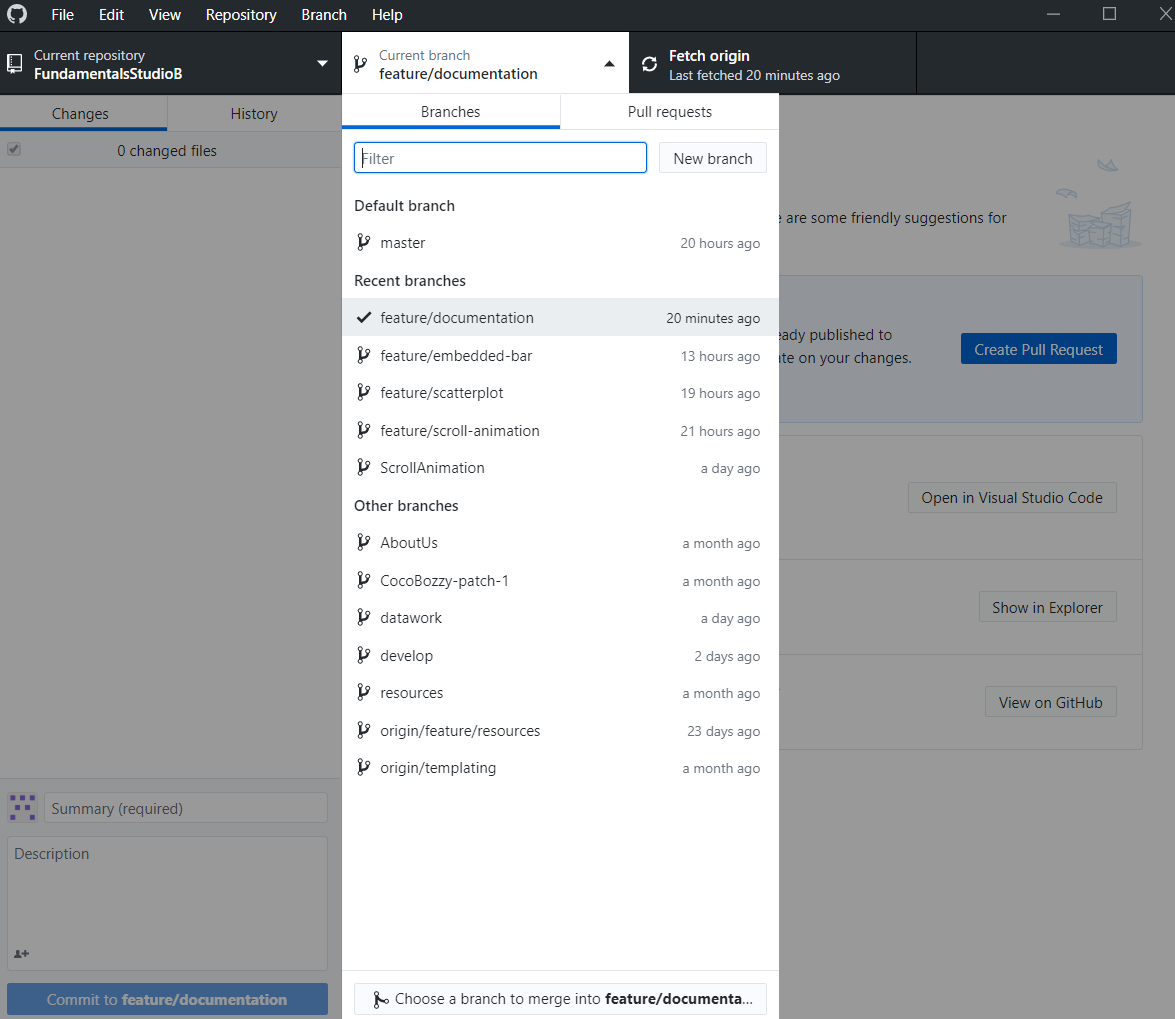 File Edit View Repository Branch Help
Current repository
FundamentalsStudioB
Current branch
feature/documentation
Fetch origin
Last fetched 20 minutes ago
Changes History
0 changed files
Branches Pull requests
Filter New branch
Default branch
master 20 hours ago
Recent branches
feature/documentation 20 minutes ago
feature/embedded-bar 13 hours ago
feature/scatterplot 19 hours ago
feature/scroll-animation 21 hours ago
ScrollAnimation a day ago
Other branches
AboutUs a month ago
CocoBozzy-patch-1 a month ago
datawork a day ago
develop 2 days ago
resources a month ago
origin/feature/resources 23 days ago
origin/templating a month ago
Choose a branch to merge into feature/documenta...
are some friendly suggestions for
eady published to
te on your changes.
Create Pull Request
Open in Visual Studio Code
Show in Explorer
View on GitHub
Summary (required)
Description
Commit to feature/documentation